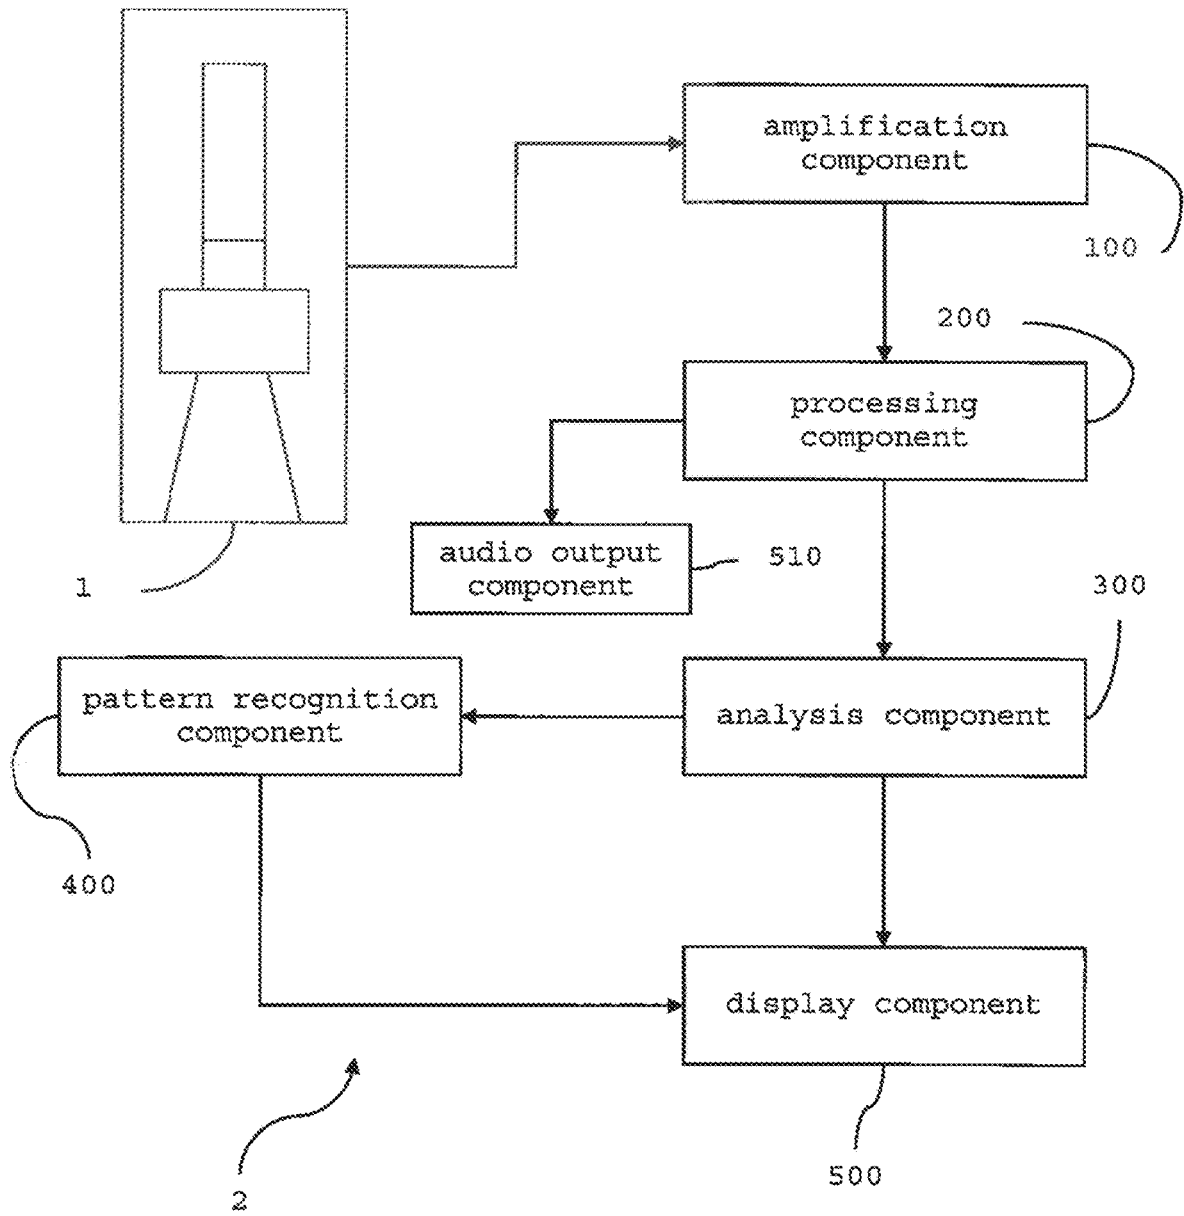 amplification
component
100
200
processing
component
audio output
component
510
1
300
pattern recognition
component
analysis component
400
display component
500
2